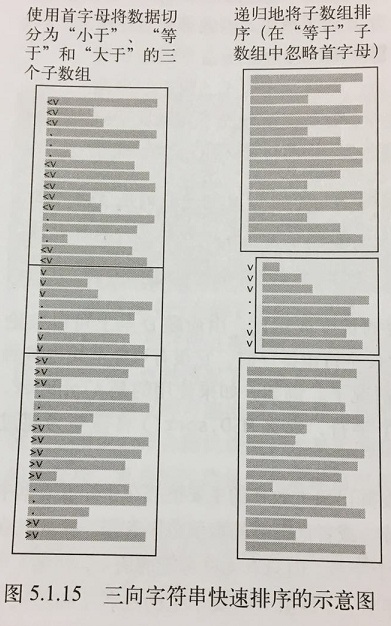 使用首字母将数据切
分为“小于”、“等
于”和“大于”的三
个子数组
<v
<v
<v
.
.
.
<v
<v
<v
<v
<v
.
.
.
<v
<v
v
v
v
.
.
.
v
v
>v
>v
>v
.
.
.
>v
>v
>v
>v
>v
.
.
.
>v
>v
递归地将子数组排
序（在“等于”子
数组中忽略首字母）
v
v
v
.
.
.
v
v
图 5.1.15 三向字符串快速排序的示意图